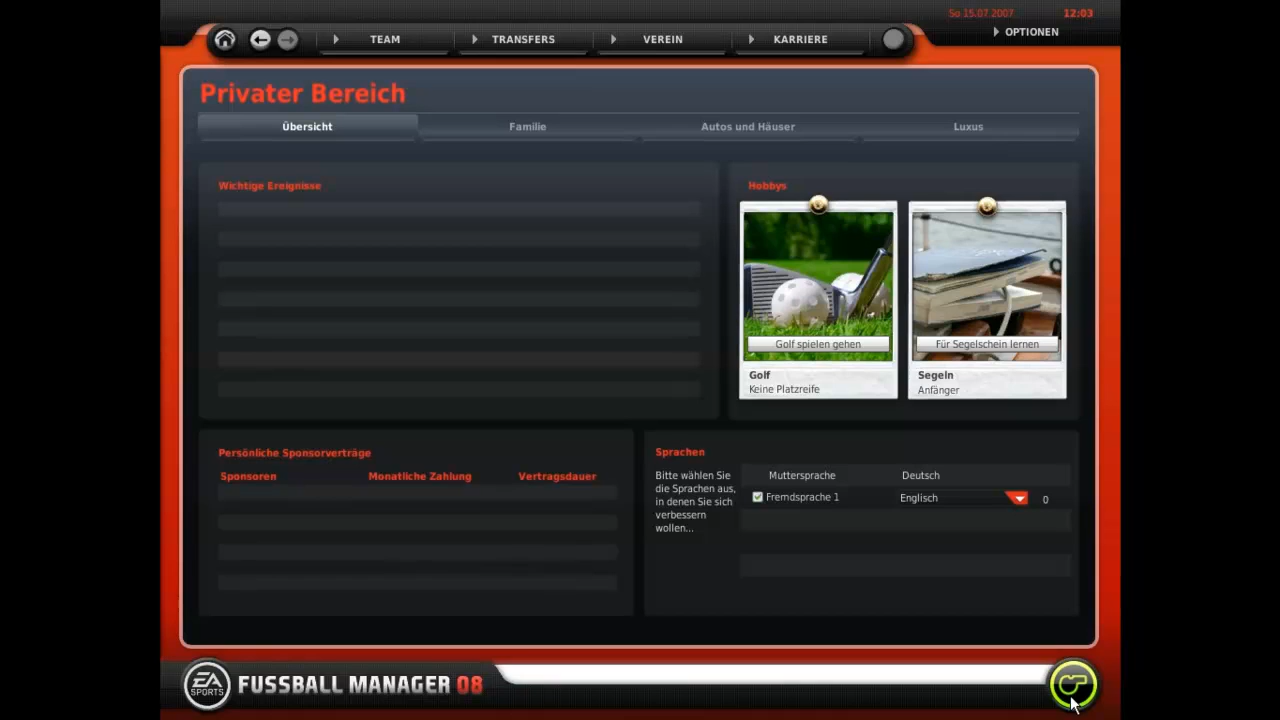 So 15.07.2007 12:03
TEAM TRANSFERS VEREIN KARRIERE OPTIONEN
Privater Bereich
Übersicht Familie Autos und Häuser Luxus
Wichtige Ereignisse
Hobbys
Golf spielen gehen
Für Segelschein lernen
Golf
Keine Platzreife
Segeln
Anfänger
Persönliche Sponsorverträge
Sponsoren Monatliche Zahlung Vertragsdauer
Sprachen
Bitte wählen Sie
die Sprachen aus,
in denen Sie sich
verbessern
wollen...
Muttersprache Deutsch
Fremdsprache 1 Englisch 0
EA
SPORTS
FUSSBALL MANAGER 08